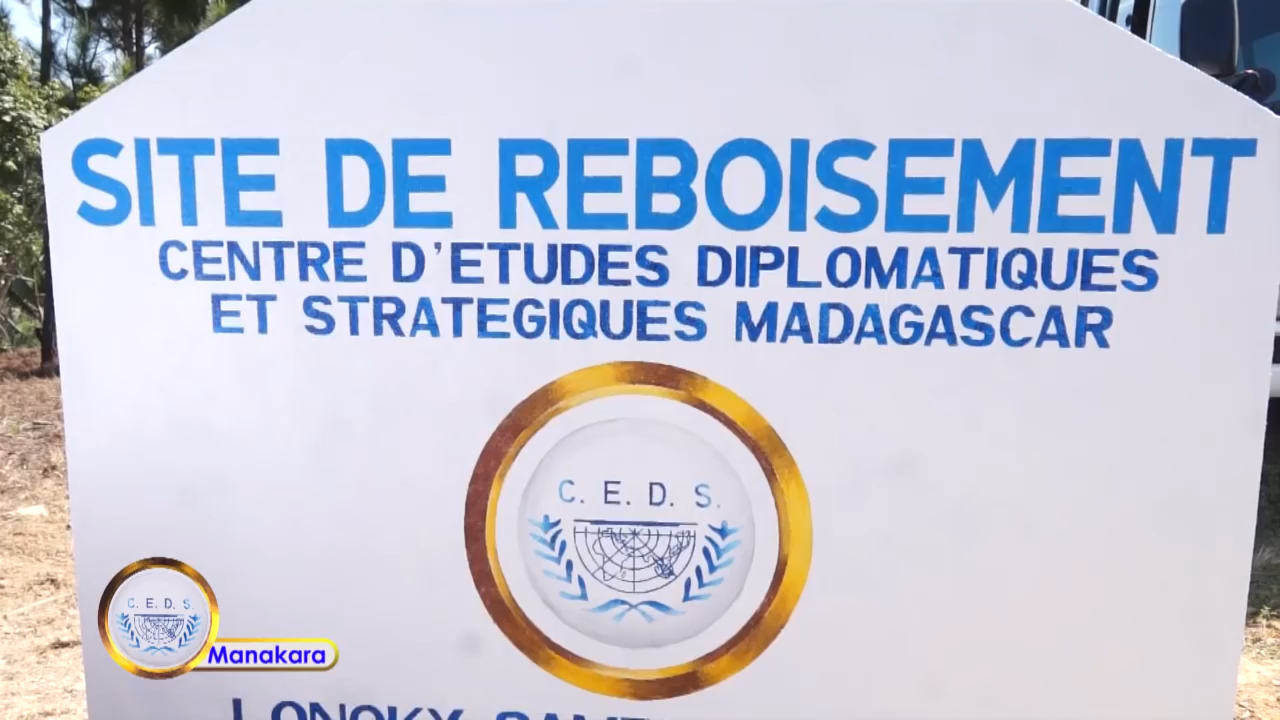 SITE DE REBOISEMENT
CENTRE D'ETUDES DIPLOMATIQUES
ET STRATEGIQUES MADAGASCAR
C. E. D. S.
C. E. D. S.
Manakara